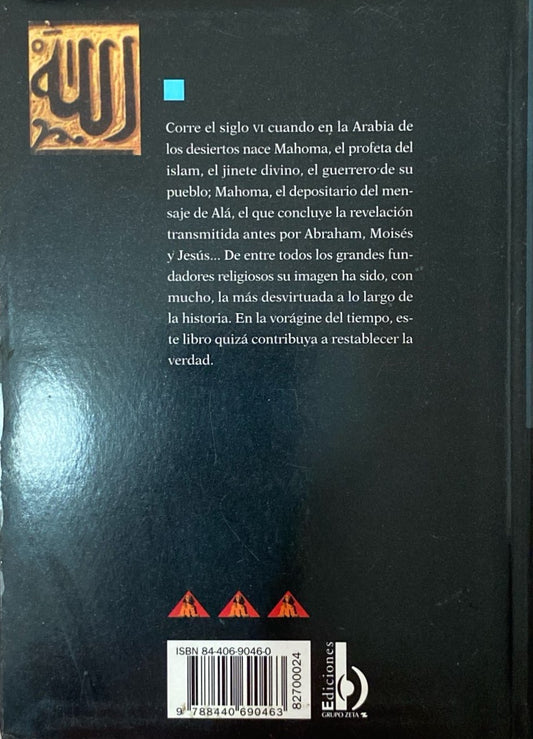 الله
Corre el siglo VI cuando en la Arabia de
los desiertos nace Mahoma, el profeta del
islam, el jinete divino, el guerrero de su
pueblo; Mahoma, el depositario del men-
saje de Alá, el que concluye la revelación
transmitida antes por Abraham, Moisés
y Jesús... De entre todos los grandes fun-
dadores religiosos su imagen ha sido, con
mucho, la más desvirtuada a lo largo de
la historia. En la vorágine del tiempo, es-
te libro quizá contribuya a restablecer la
verdad.
ISBN 84-406-9046-0
9 788440 690463
82700024
Ediciones
B
GRUPO ZETA